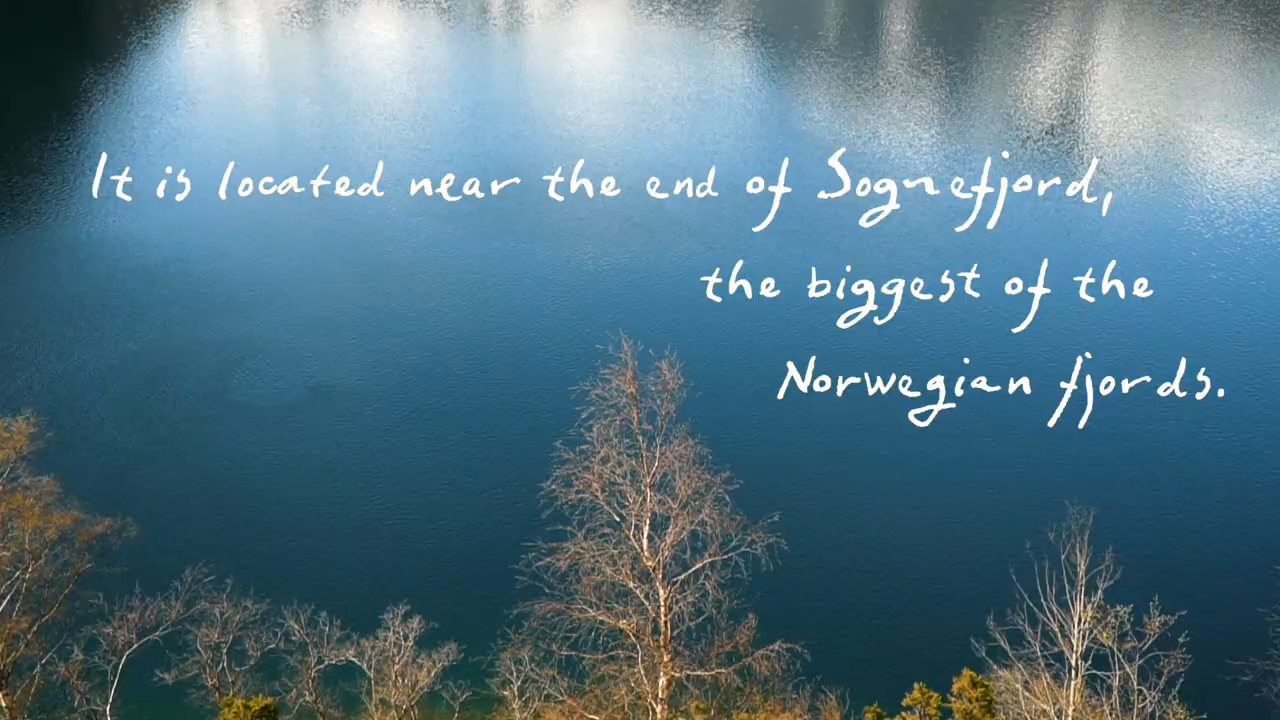 It is located near the end of Sognefjord,
the biggest of the
Norwegian fjords.